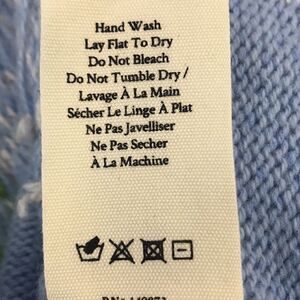 Hand Wash
Lay Flat To Dry
Do Not Bleach
Do Not Tumble Dry /
Lavage À La Main
Sécher Le Linge À Plat
Ne Pas Javelliser
Ne Pas Secher
À La Machine